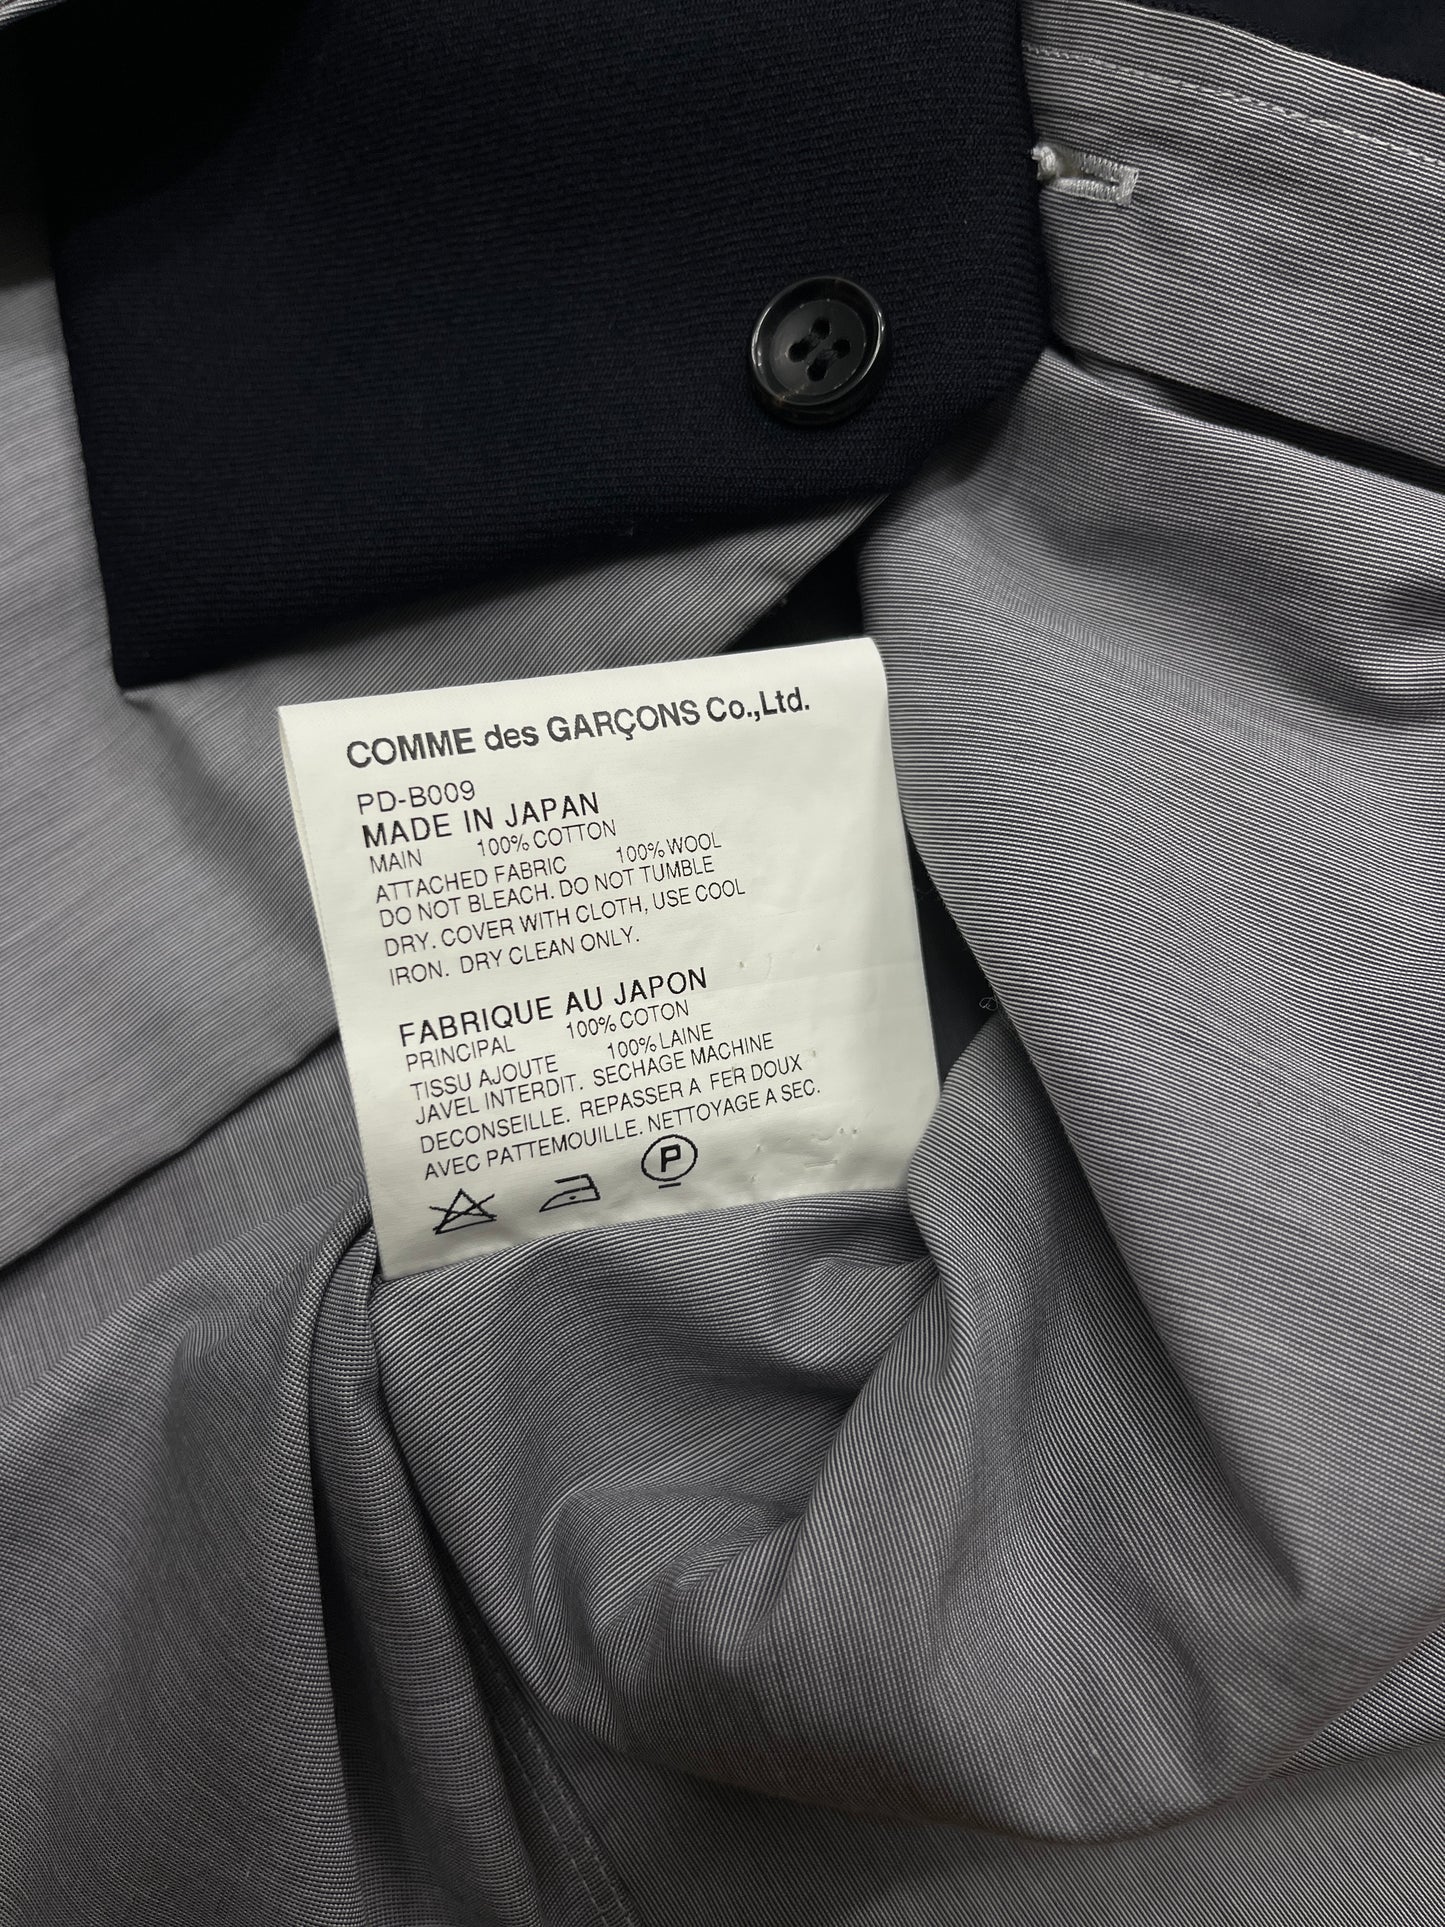 COMME des GARÇONS Co.,Ltd.
PD-B009
MADE IN JAPAN
MAIN 100% COTTON
ATTACHED FABRIC 100% WOOL
DO NOT BLEACH. DO NOT TUMBLE
DRY. COVER WITH CLOTH, USE COOL
IRON. DRY CLEAN ONLY.
FABRIQUE AU JAPON
PRINCIPAL 100% COTON
TISSU AJOUTE 100% LAINE
JAVEL INTERDIT. SECHAGE MACHINE
DECONSEILLE. REPASSER A FER DOUX
AVEC PATTEMOUILLE. NETTOYAGE A SEC.
P